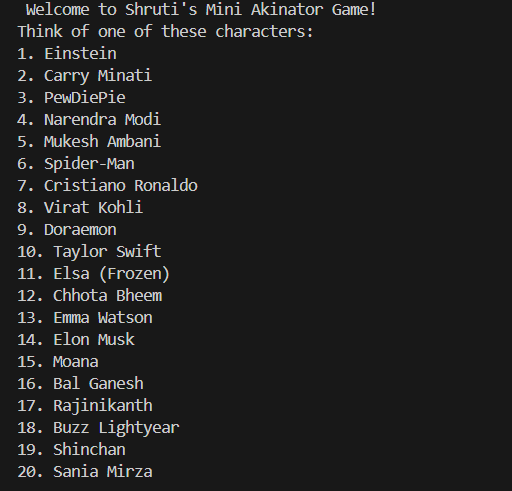 Welcome to Shruti's Mini Akinator Game!
Think of one of these characters:
1. Einstein
2. Carry Minati
3. PewDiePie
4. Narendra Modi
5. Mukesh Ambani
6. Spider-Man
7. Cristiano Ronaldo
8. Virat Kohli
9. Doraemon
10. Taylor Swift
11. Elsa (Frozen)
12. Chhota Bheem
13. Emma Watson
14. Elon Musk
15. Moana
16. Bal Ganesh
17. Rajinikanth
18. Buzz Lightyear
19. Shinchan
20. Sania Mirza